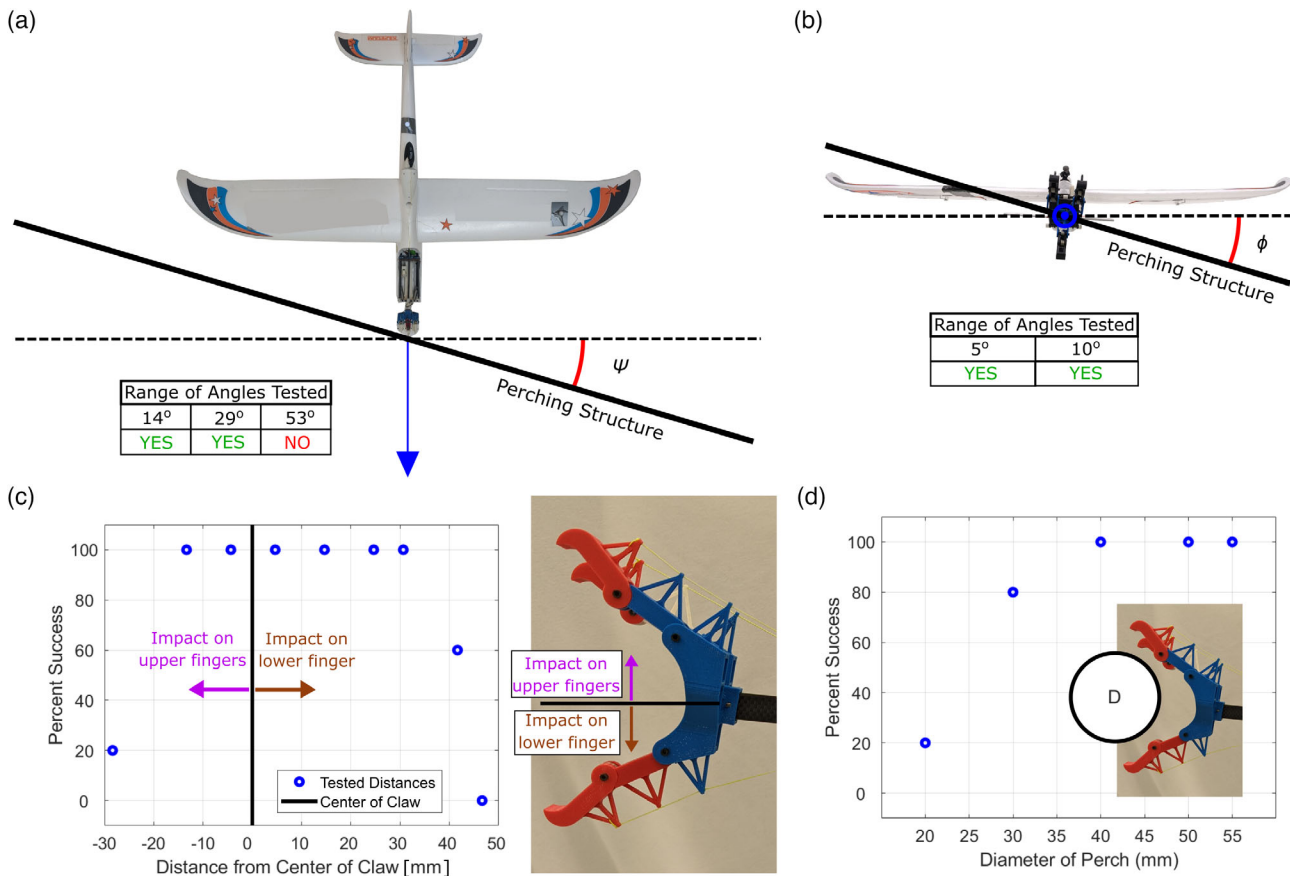 (a)
Ψ
Perching Structure
Range of Angles Tested
14° 29° 53°
YES YES NO
(b)
ϕ
Perching Structure
Range of Angles Tested
5° 10°
YES YES
(c)
Percent Success
100
80
60
40
20
0
Impact on
upper fingers
Impact on
lower finger
Tested Distances
Center of Claw
-30 -20 -10 0 10 20 30 40 50
Distance from Center of Claw [mm]
Impact on
upper fingers
Impact on
lower finger
(d)
Percent Success
100
80
60
40
20
0
D
20 30 40 50 55
Diameter of Perch (mm)